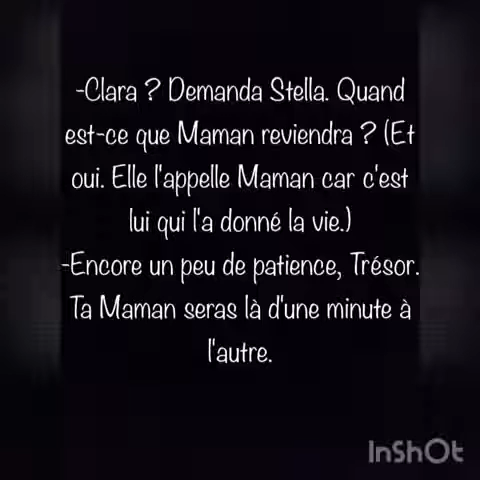 -Clara ? Demanda Stella. Quand
est-ce que Maman reviendra ? (Et
oui. Elle l'appelle Maman car c'est
lui qui l'a donné la vie.)
-Encore un peu de patience, Trésor.
Ta Maman seras là d'une minute à
l'autre.
InShOt